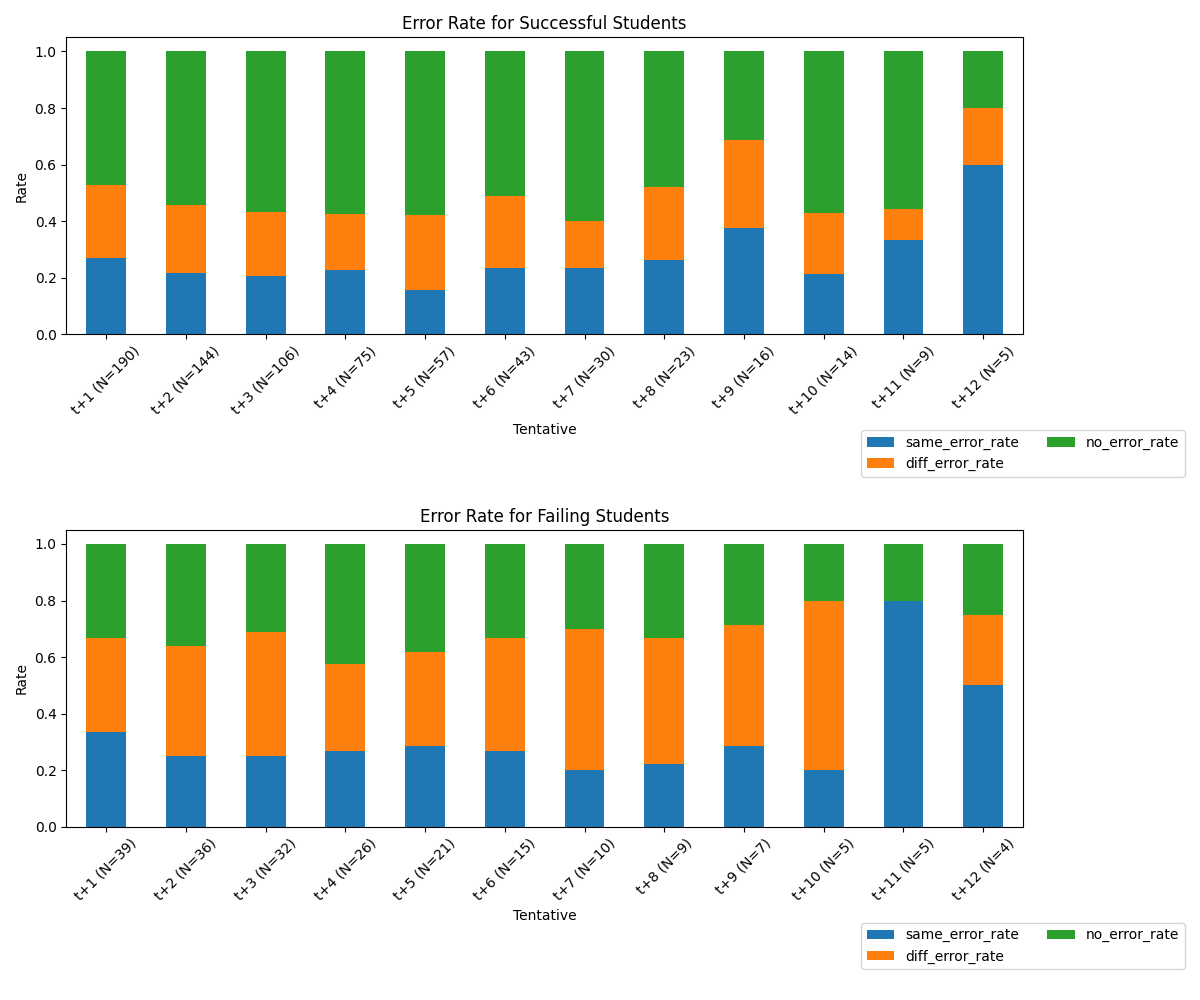 Error Rate for Successful Students
1.0
0.8
0.6
0.4
0.2
0.0
Rate
t+1 (N=190)
t+2 (N=144)
t+3 (N=106)
t+4 (N=75)
t+5 (N=57)
t+6 (N=43)
t+7 (N=30)
t+8 (N=23)
t+9 (N=16)
t+10 (N=14)
t+11 (N=9)
t+12 (N=5)
Tentative
same_error_rate
diff_error_rate
no_error_rate
Error Rate for Failing Students
1.0
0.8
0.6
0.4
0.2
0.0
Rate
t+1 (N=39)
t+2 (N=36)
t+3 (N=32)
t+4 (N=26)
t+5 (N=21)
t+6 (N=15)
t+7 (N=10)
t+8 (N=9)
t+9 (N=7)
t+10 (N=5)
t+11 (N=5)
t+12 (N=4)
Tentative
same_error_rate
diff_error_rate
no_error_rate